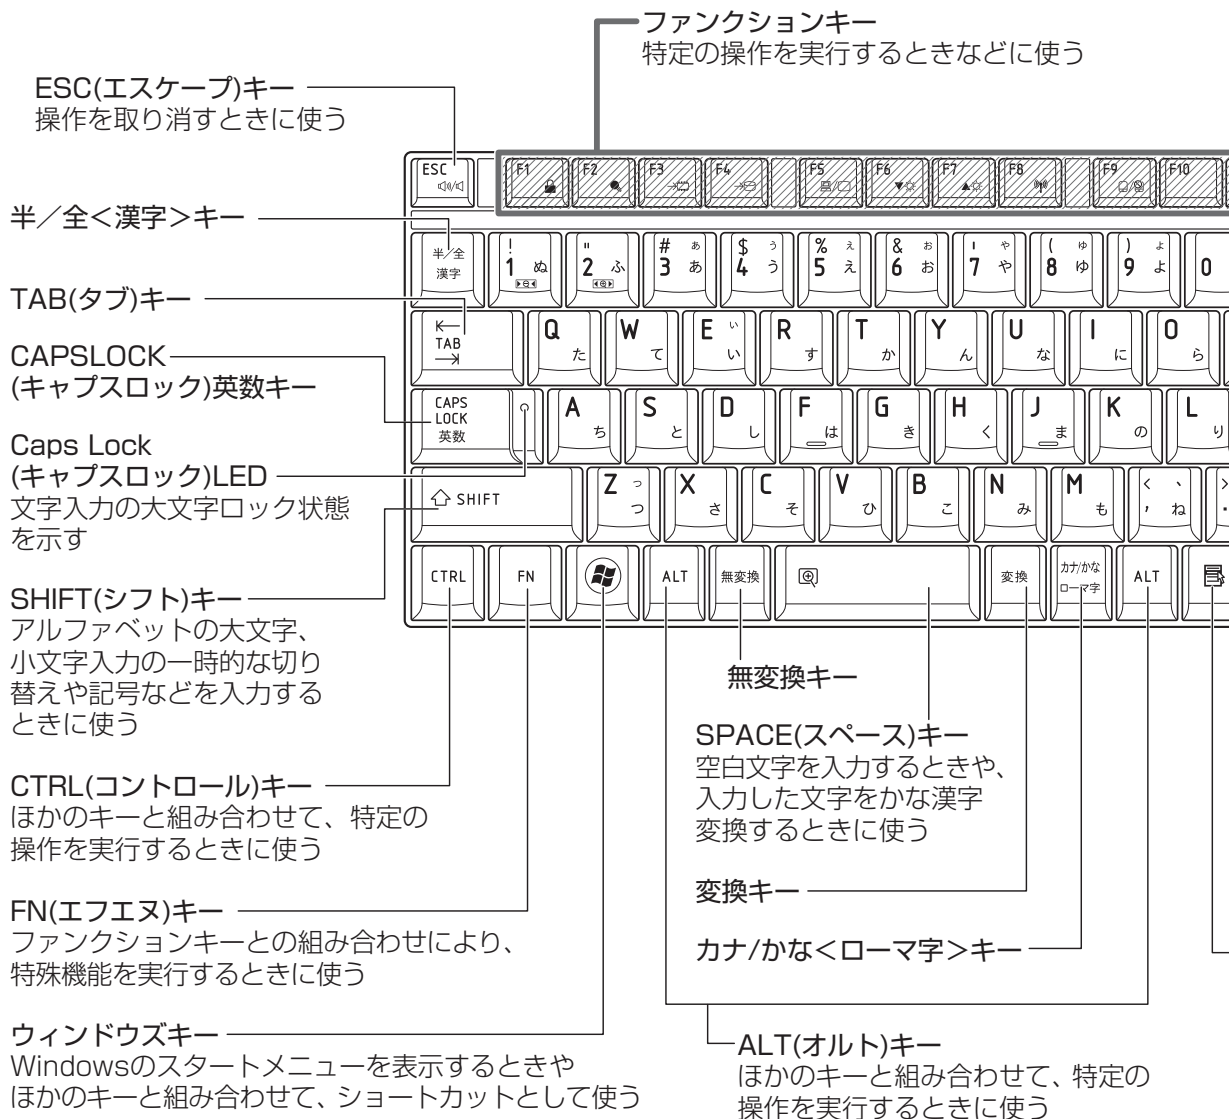 ファンクションキー
特定の操作を実行するときなどに使う
ESC(エスケープ)キー
操作を取り消すときに使う
半／全＜漢字＞キー
TAB(タブ)キー
CAPSLOCK
(キャプスロック)英数キー
Caps Lock
(キャプスロック)LED
文字入力の大文字ロック状態
を示す
SHIFT(シフト)キー
アルファベットの大文字、
小文字入力の一時的な切り
替えや記号などを入力する
ときに使う
CTRL(コントロール)キー
ほかのキーと組み合わせて、特定の
操作を実行するときに使う
FN(エフエヌ)キー
ファンクションキーとの組み合わせにより、
特殊機能を実行するときに使う
ウィンドウズキー
Windowsのスタートメニューを表示するときや
ほかのキーと組み合わせて、ショートカットとして使う
ESC F1 F2 F3 F4 F5 F6 F7 F8 F9 F10
半／全 ! " # ぁ $ ぅ % ぇ & ぉ ' ゃ ( ゅ ) ょ
漢字 1 ぬ 2 ふ 3 あ 4 う 5 え 6 お 7 や 8 ゆ 9 よ 0
TAB Q た W て E ぃ い R す T か Y ん U な I に O ら
CAPS
LOCK
英数 A ち S と D し F は G き H く J ま K の L り
SHIFT Z っ つ X さ C そ V ひ B こ N み M も < 、 , ね > .
CTRL FN ALT 無変換 変換 カナ/かな ALT
ローマ字
無変換キー
SPACE(スペース)キー
空白文字を入力するときや、
入力した文字をかな漢字
変換するときに使う
変換キー
カナ/かな＜ローマ字＞キー
ALT(オルト)キー
ほかのキーと組み合わせて、特定の
操作を実行するときに使う